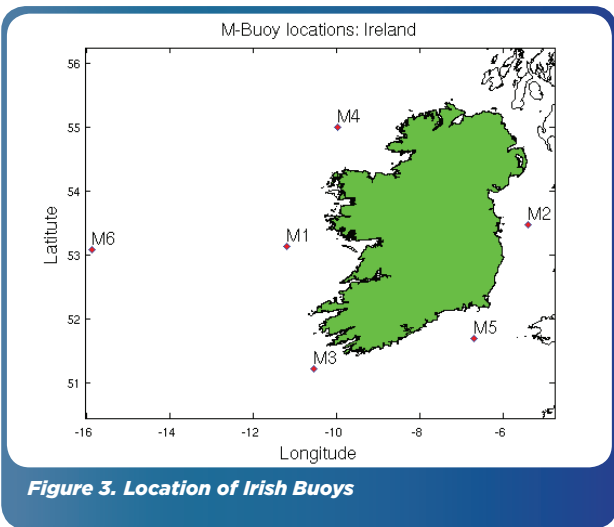 M-Buoy locations: Ireland
56
55
54
53
52
51
Latitute
M4
M2
M1
M6
M5
M3
-16
-14
-12
-10
-8
-6
Longitude
Figure 3. Location of Irish Buoys